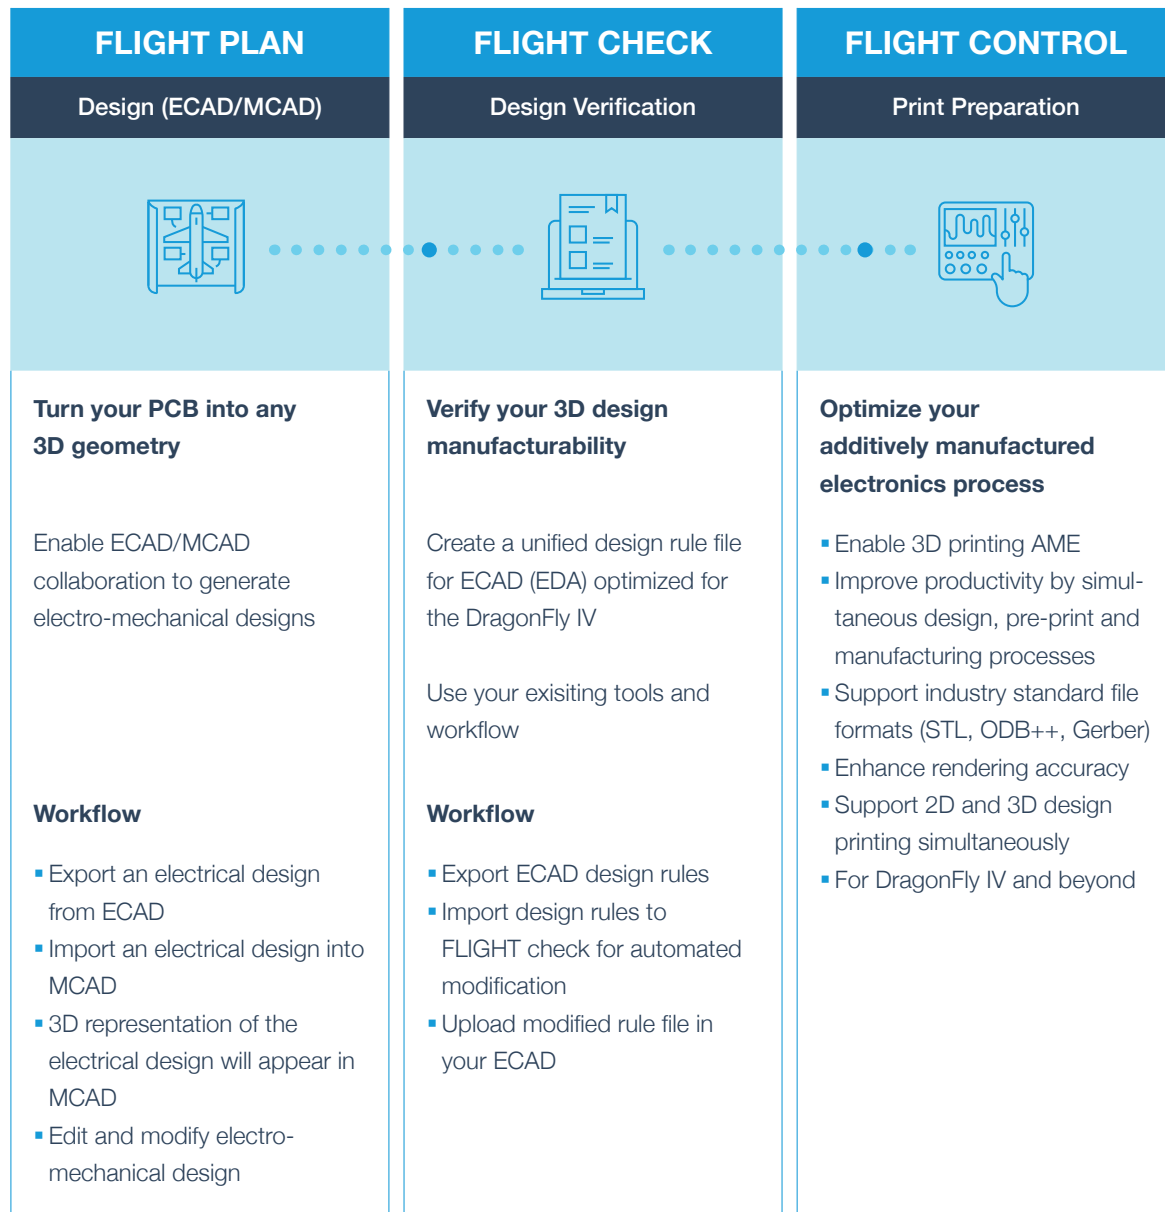 FLIGHT PLAN
Design (ECAD/MCAD)
Turn your PCB into any
3D geometry
Enable ECAD/MCAD
collaboration to generate
electro-mechanical designs
Workflow
▪ Export an electrical design
from ECAD
▪ Import an electrical design into
MCAD
▪ 3D representation of the
electrical design will appear in
MCAD
▪ Edit and modify electro-
mechanical design
FLIGHT CHECK
Design Verification
Verify your 3D design
manufacturability
Create a unified design rule file
for ECAD (EDA) optimized for
the DragonFly IV
Use your exisiting tools and
workflow
Workflow
▪ Export ECAD design rules
▪ Import design rules to
FLIGHT check for automated
modification
▪ Upload modified rule file in
your ECAD
FLIGHT CONTROL
Print Preparation
Optimize your
additively manufactured
electronics process
▪ Enable 3D printing AME
▪ Improve productivity by simul-
taneous design, pre-print and
manufacturing processes
▪ Support industry standard file
formats (STL, ODB++, Gerber)
▪ Enhance rendering accuracy
▪ Support 2D and 3D design
printing simultaneously
▪ For DragonFly IV and beyond